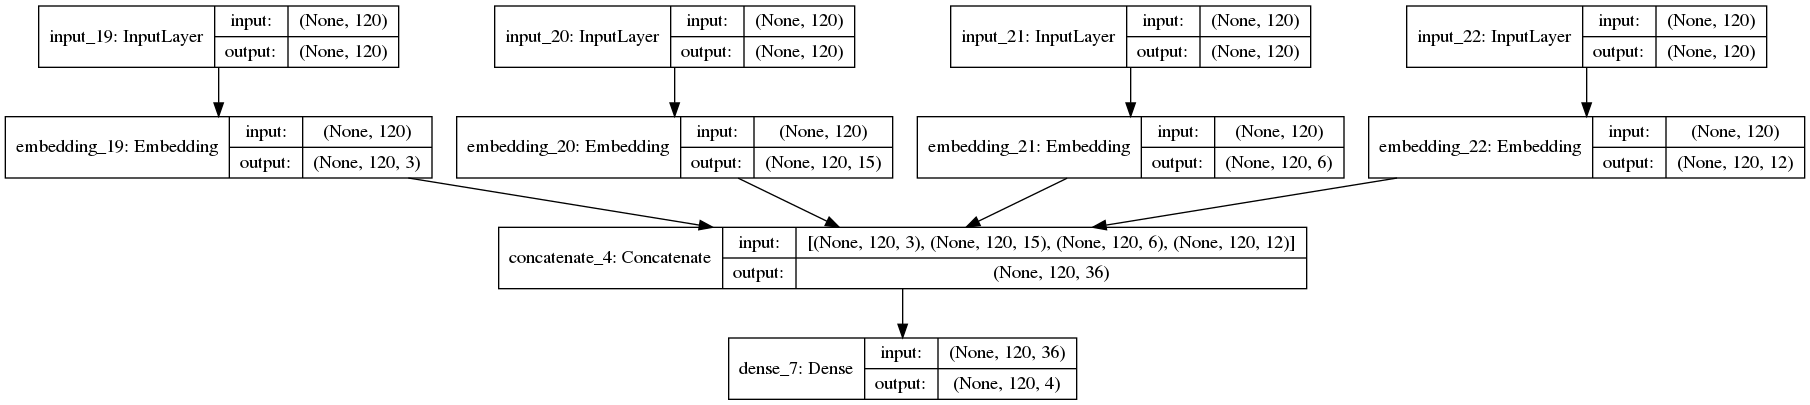 input_19: InputLayer
input: (None, 120)
output: (None, 120)
input_20: InputLayer
input: (None, 120)
output: (None, 120)
input_21: InputLayer
input: (None, 120)
output: (None, 120)
input_22: InputLayer
input: (None, 120)
output: (None, 120)
embedding_19: Embedding
input: (None, 120)
output: (None, 120, 3)
embedding_20: Embedding
input: (None, 120)
output: (None, 120, 15)
embedding_21: Embedding
input: (None, 120)
output: (None, 120, 6)
embedding_22: Embedding
input: (None, 120)
output: (None, 120, 12)
concatenate_4: Concatenate
input: [(None, 120, 3), (None, 120, 15), (None, 120, 6), (None, 120, 12)]
output: (None, 120, 36)
dense_7: Dense
input: (None, 120, 36)
output: (None, 120, 4)